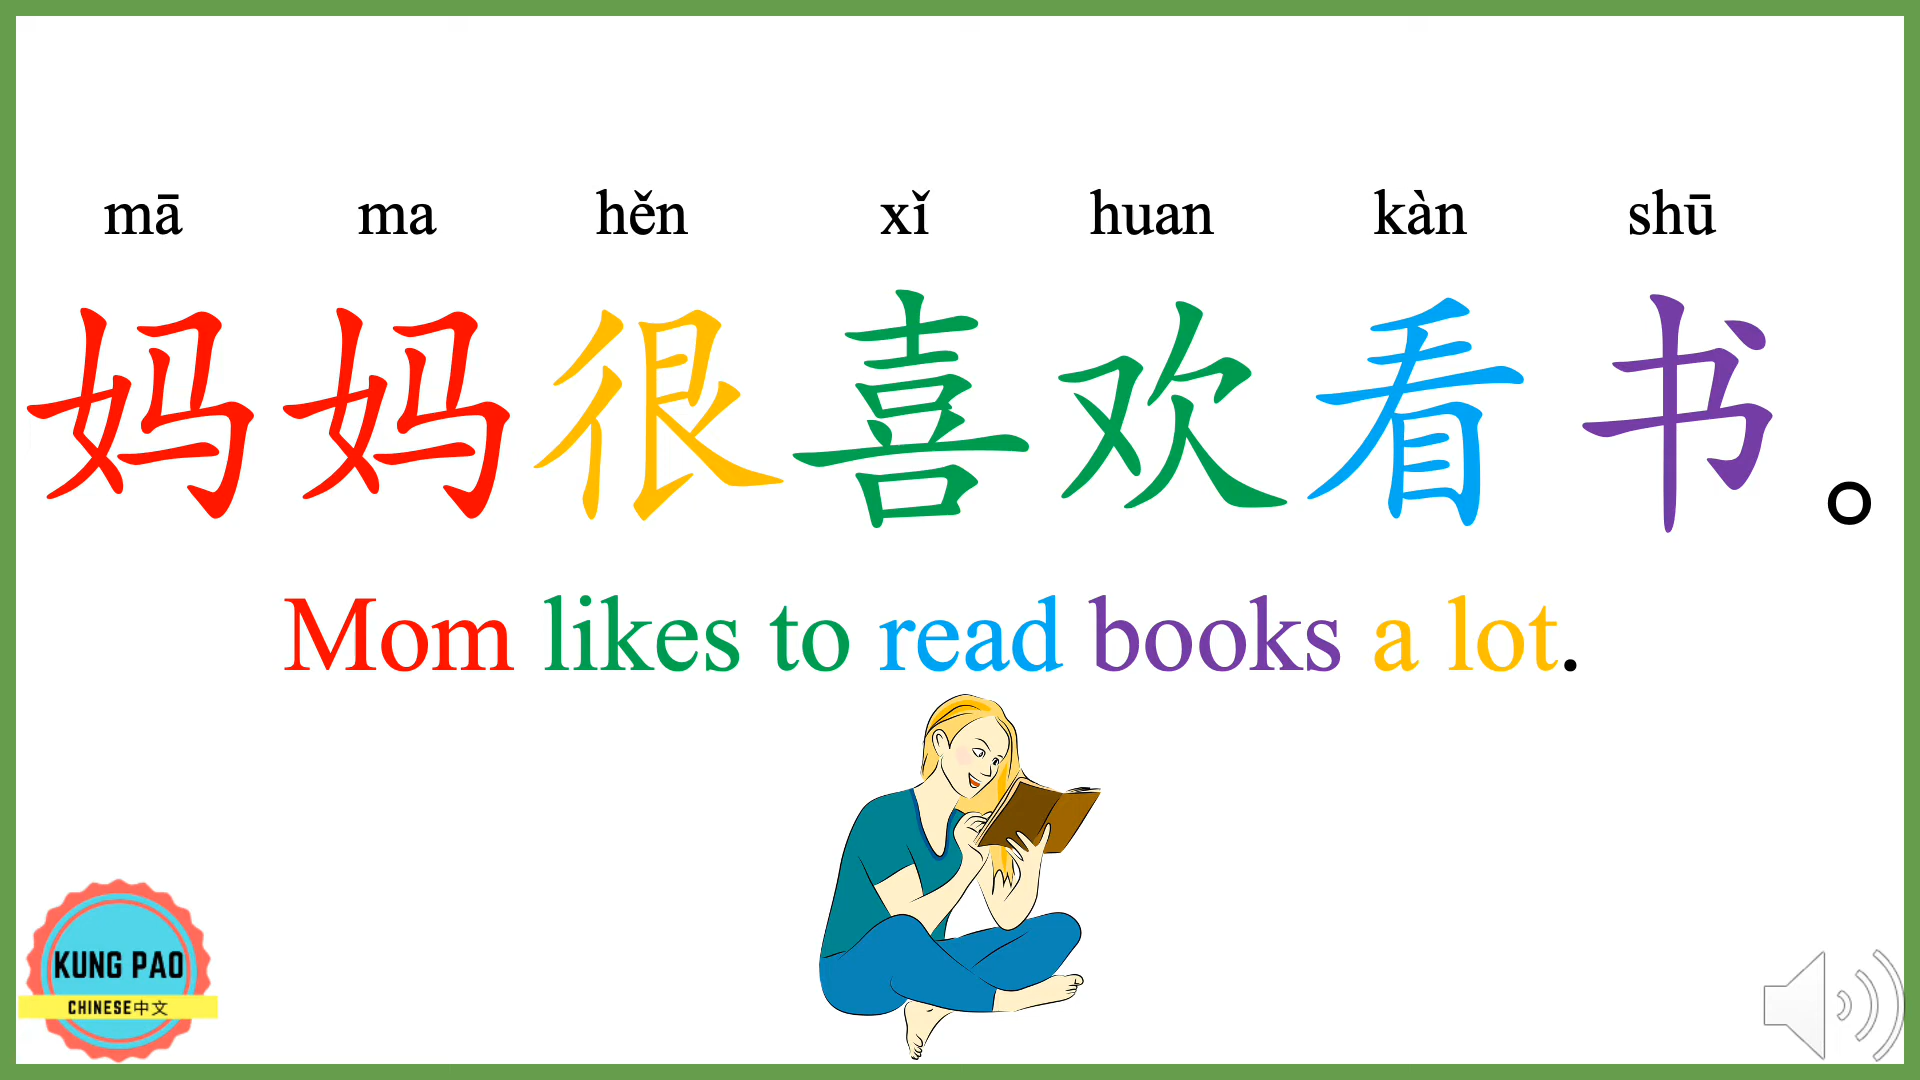 mā ma hěn xǐ huan kàn shū
妈妈很喜欢看书。
Mom likes to read books a lot.
KUNG PAO
CHINESE中文